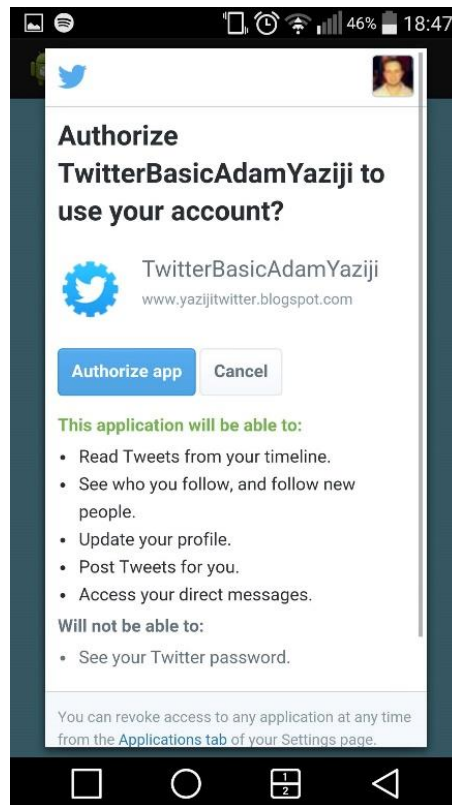 46% 18:47
Authorize
TwitterBasicAdamYaziji to
use your account?
TwitterBasicAdamYaziji
www.yazijitwitter.blogspot.com
Authorize app Cancel
This application will be able to:
• Read Tweets from your timeline.
• See who you follow, and follow new
people.
• Update your profile.
• Post Tweets for you.
• Access your direct messages.
Will not be able to:
• See your Twitter password.
You can revoke access to any application at any time
from the Applications tab of your Settings page.
1
2